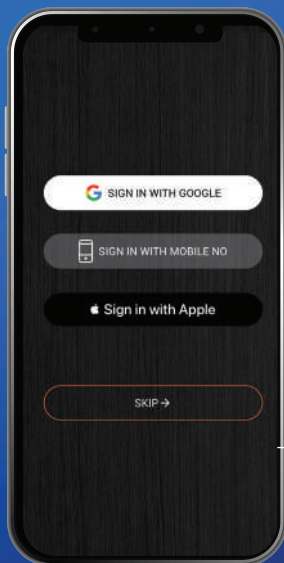 SIGN IN WITH GOOGLE
SIGN IN WITH MOBILE NO
Sign in with Apple
SKIP →